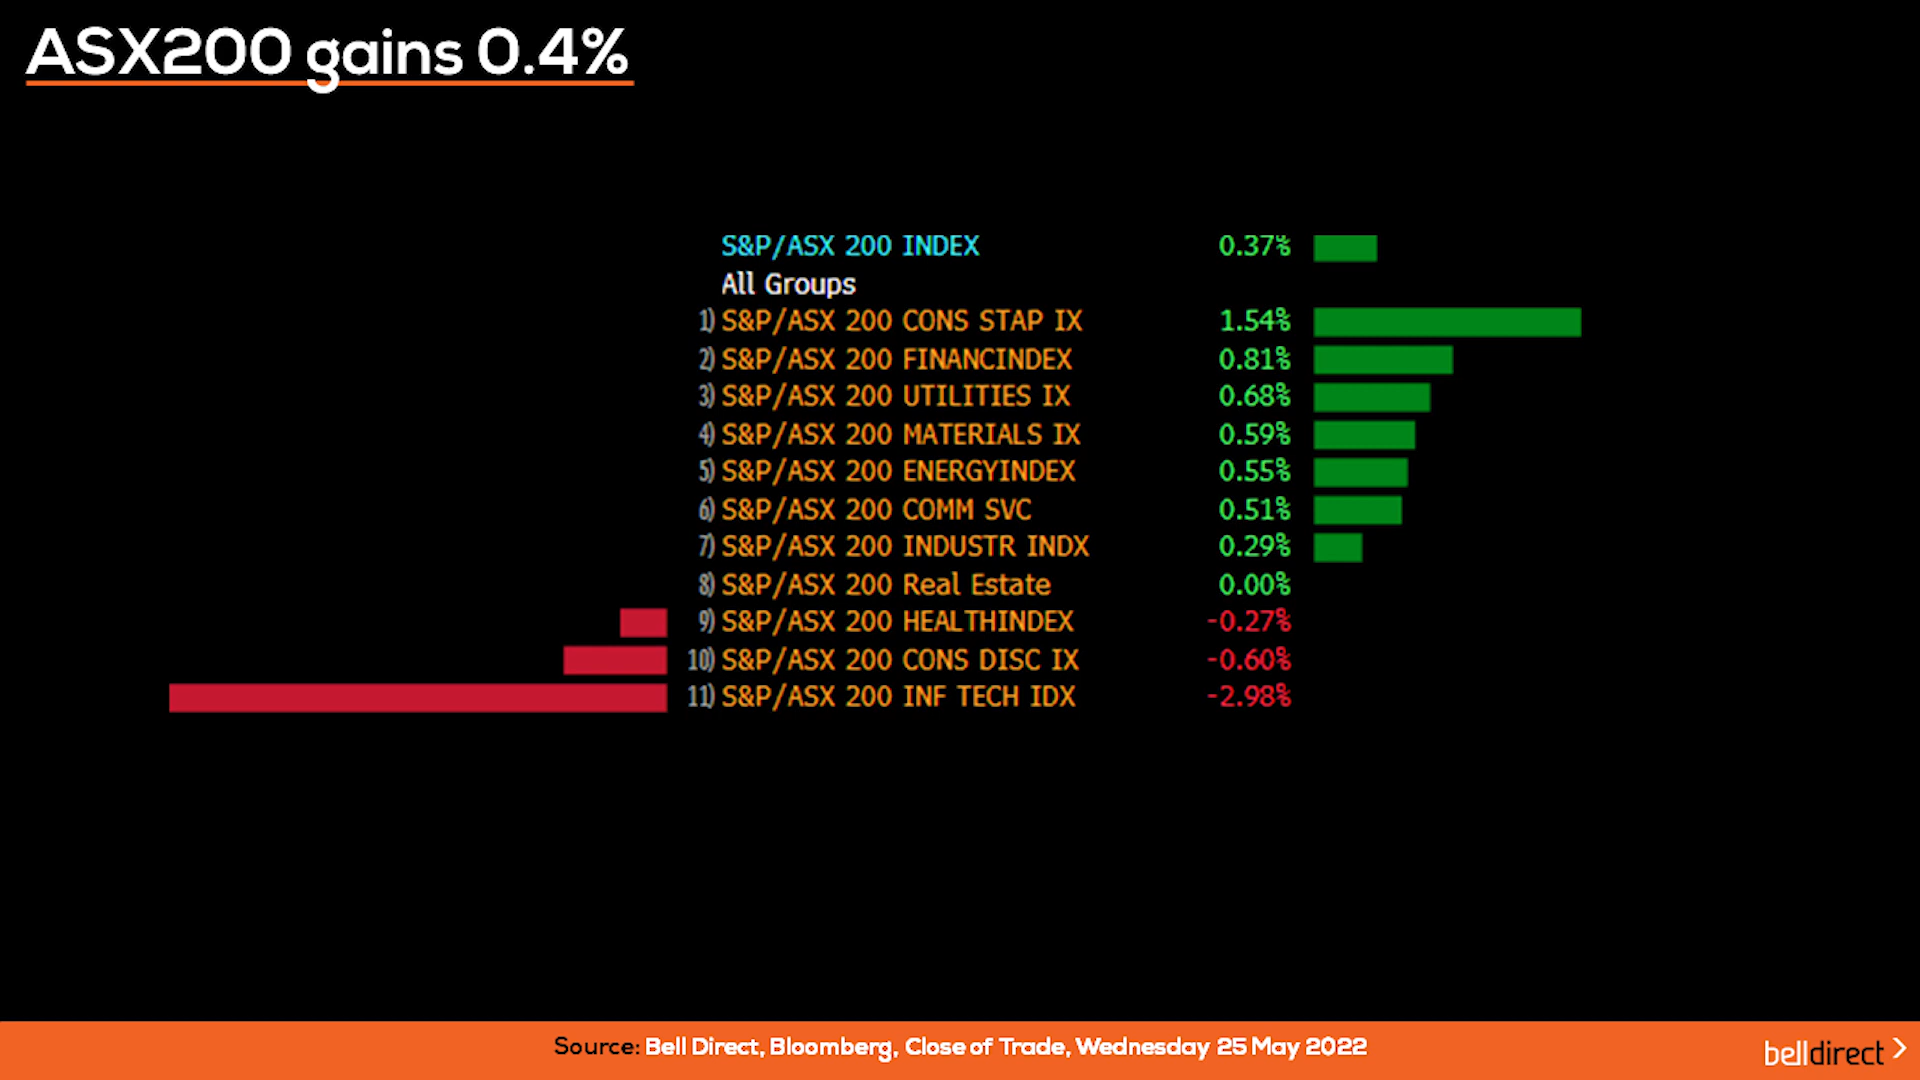 ASX200 gains 0.4%
S&P/ASX 200 INDEX 0.37%
All Groups
1) S&P/ASX 200 CONS STAP IX 1.54%
2) S&P/ASX 200 FINANCINDEX 0.81%
3) S&P/ASX 200 UTILITIES IX 0.68%
4) S&P/ASX 200 MATERIALS IX 0.59%
5) S&P/ASX 200 ENERGYINDEX 0.55%
6) S&P/ASX 200 COMM SVC 0.51%
7) S&P/ASX 200 INDUSTR INDX 0.29%
8) S&P/ASX 200 Real Estate 0.00%
9) S&P/ASX 200 HEALTHINDEX -0.27%
10) S&P/ASX 200 CONS DISC IX -0.60%
11) S&P/ASX 200 INF TECH IDX -2.98%
Source: Bell Direct, Bloomberg, Close of Trade, Wednesday 25 May 2022
belldirect